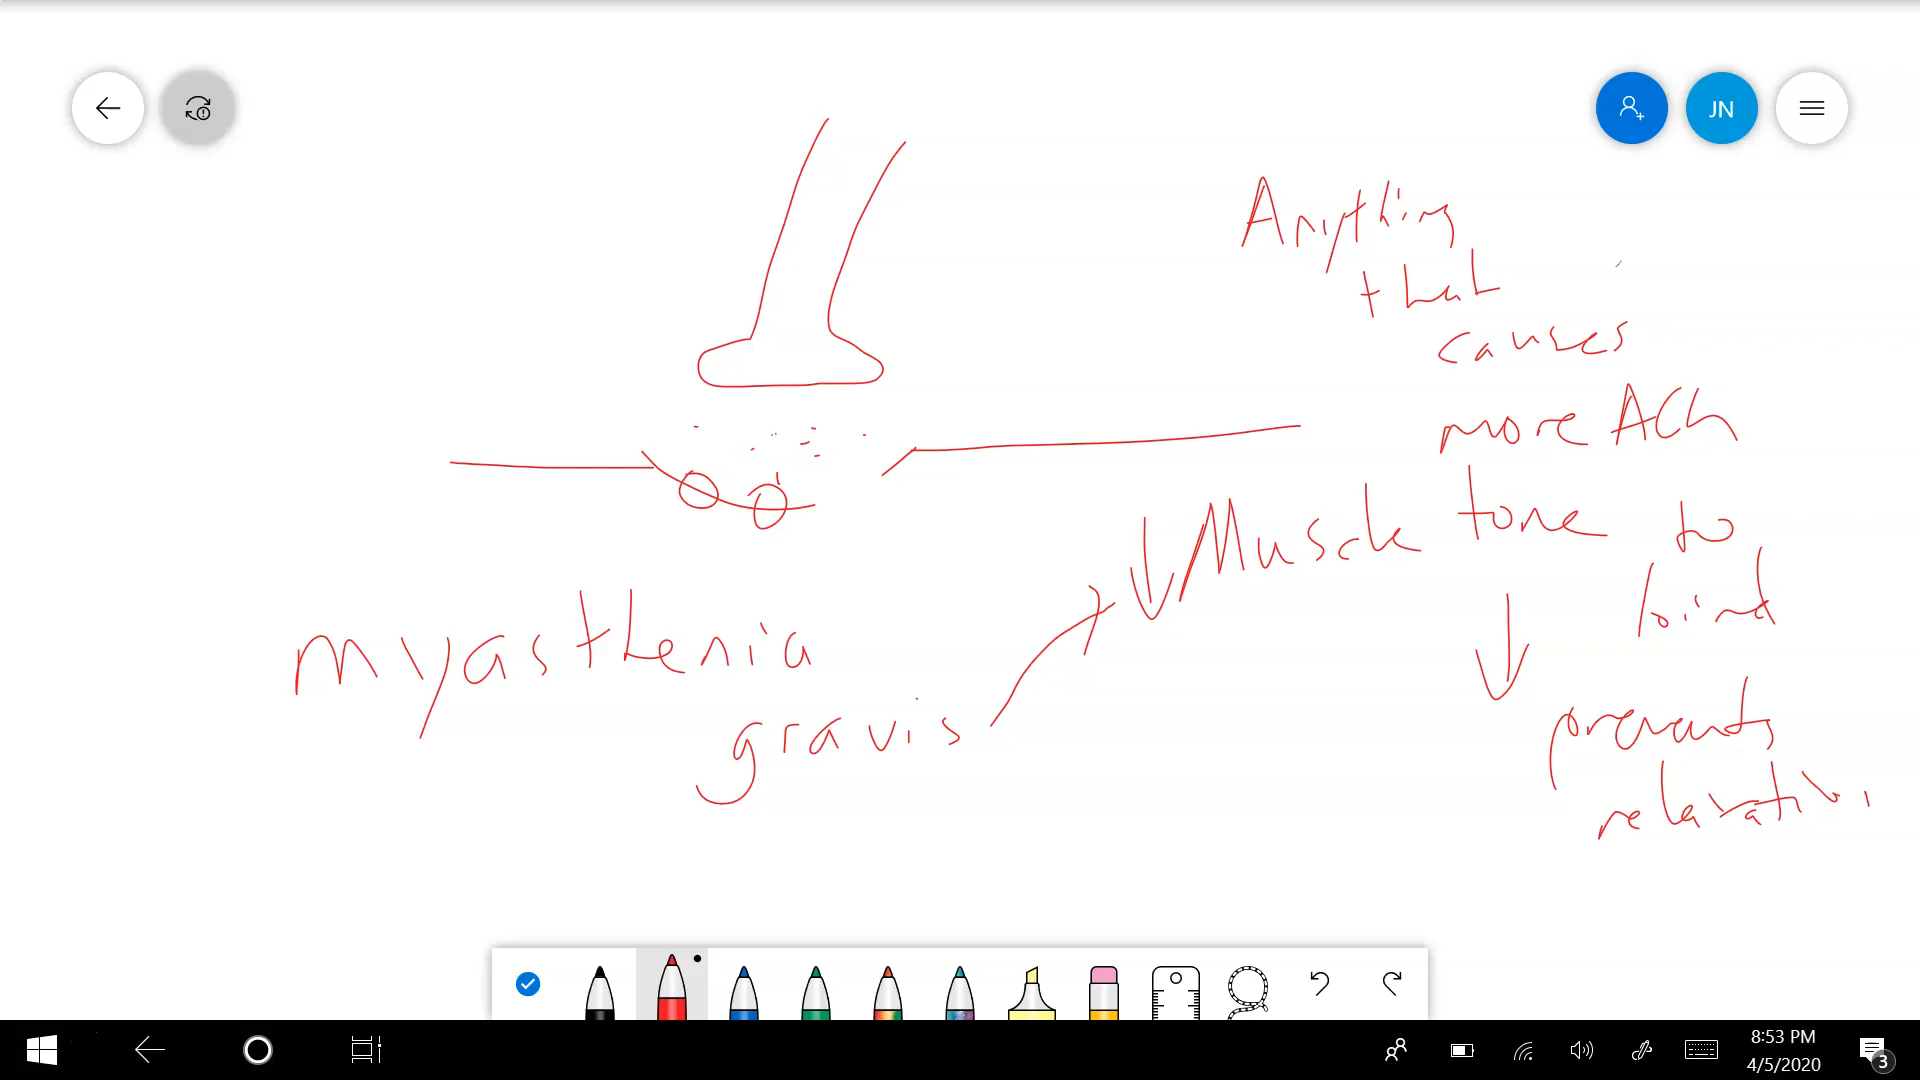 JN
Anything
that
causes
more ACh
↓ Muscle tone to
bind
↓
prevents
relaxation
myasthenia
gravis
8:53 PM
4/5/2020
3